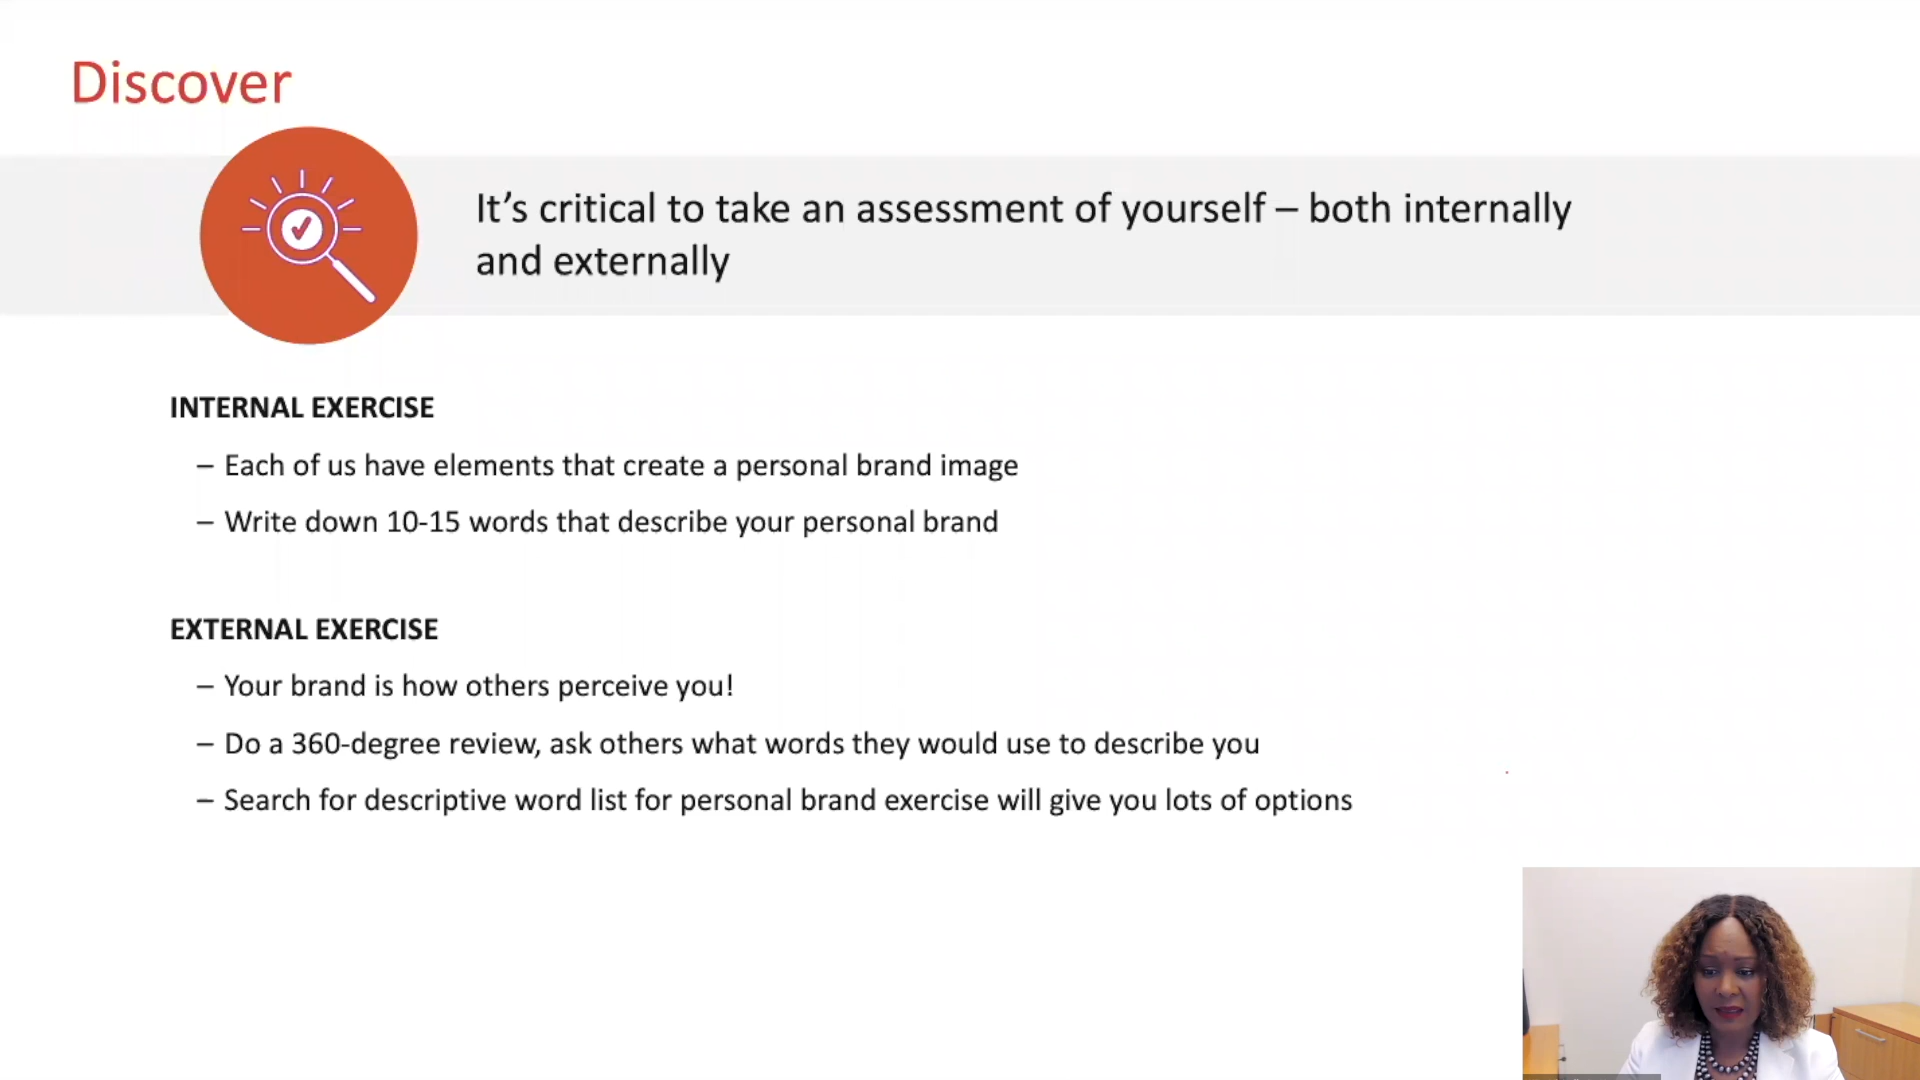 Discover
It’s critical to take an assessment of yourself – both internally
and externally
INTERNAL EXERCISE
– Each of us have elements that create a personal brand image
– Write down 10-15 words that describe your personal brand
EXTERNAL EXERCISE
– Your brand is how others perceive you!
– Do a 360-degree review, ask others what words they would use to describe you
– Search for descriptive word list for personal brand exercise will give you lots of options